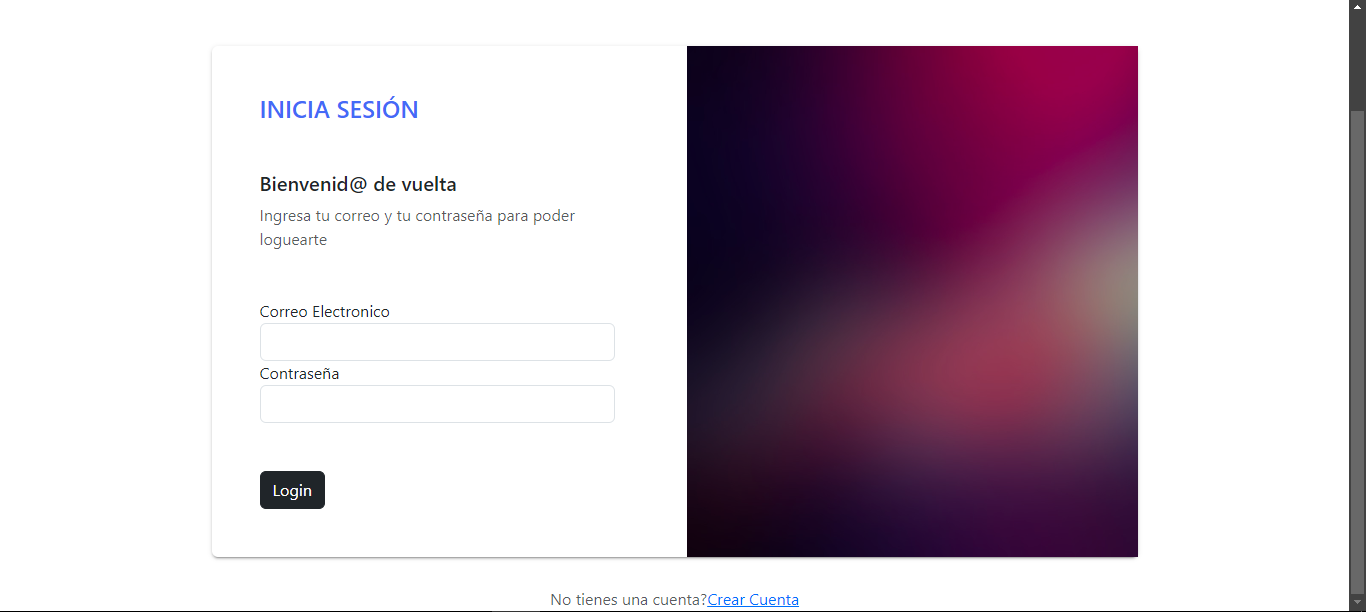 INICIA SESIÓN
Bienvenid@ de vuelta
Ingresa tu correo y tu contraseña para poder
loguearte
Correo Electronico
Contraseña
Login
No tienes una cuenta?Crear Cuenta